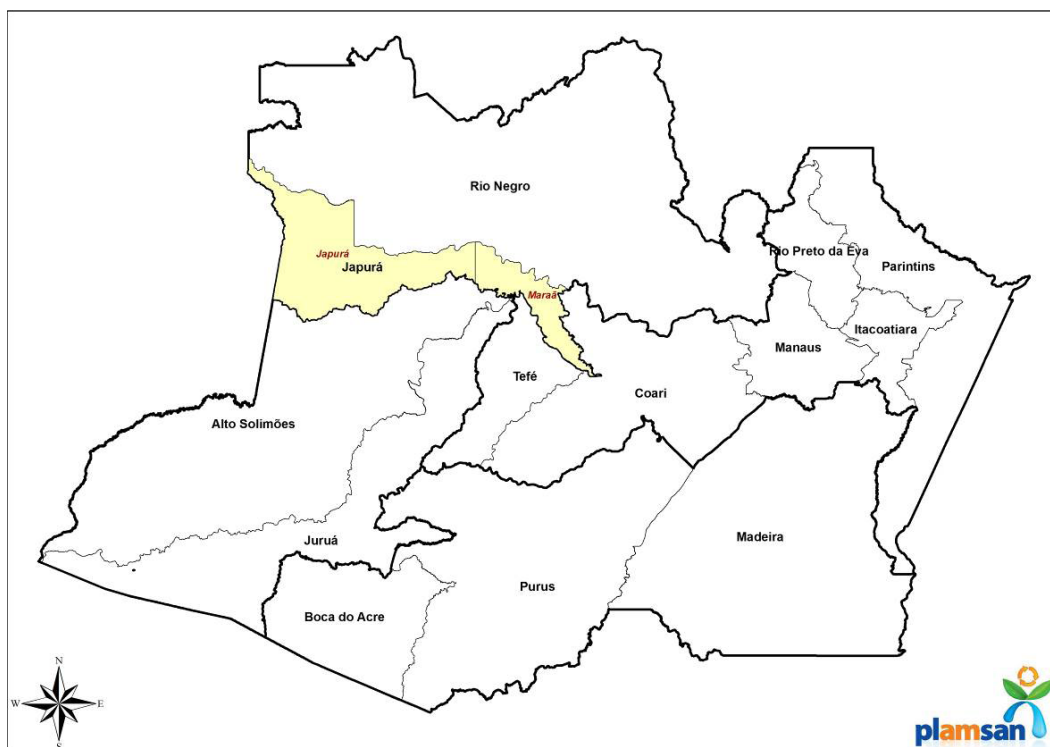 Rio Negro
Rio Preto da Eva
Parintins
Japurá
Japurá
Maraã
Itacoatiara
Manaus
Tefé
Coari
Alto Solimões
Juruá
Madeira
Purus
Boca do Acre
N
W
E
S
plamsan